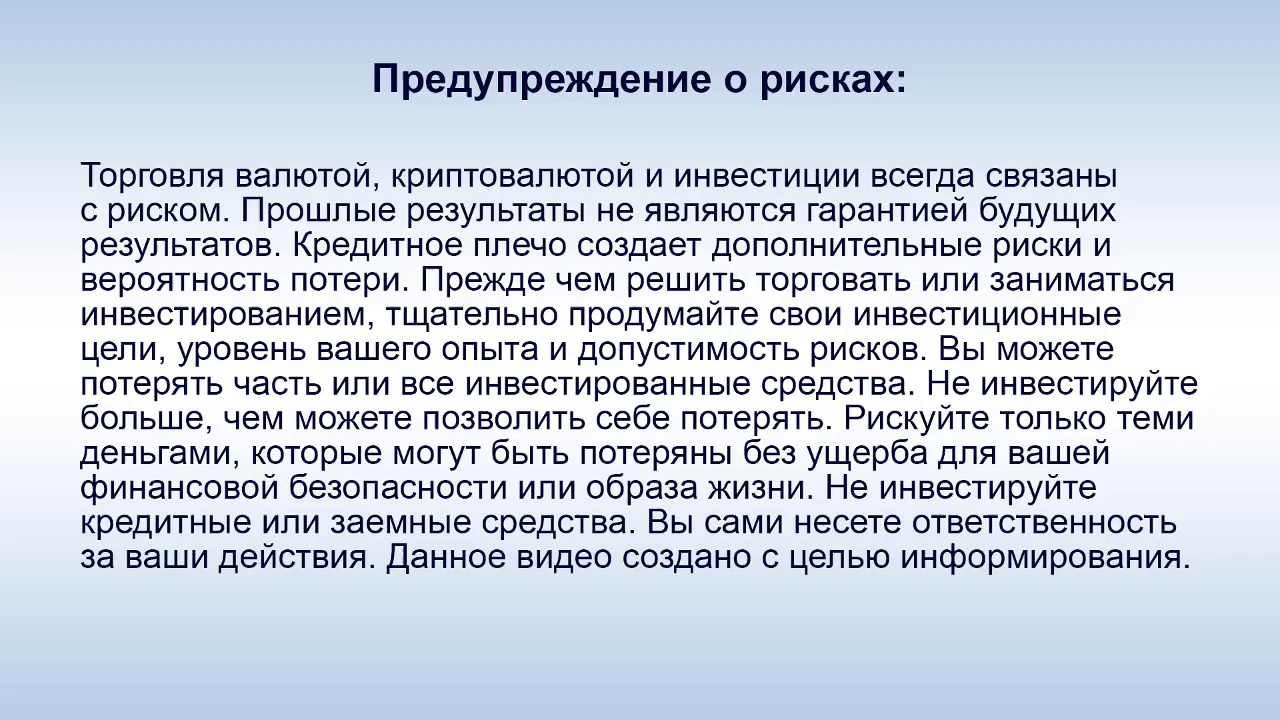 Предупреждение о рисках:
Торговля валютой, криптовалютой и инвестиции всегда связаны
с риском. Прошлые результаты не являются гарантией будущих
результатов. Кредитное плечо создает дополнительные риски и
вероятность потери. Прежде чем решить торговать или заниматься
инвестированием, тщательно продумайте свои инвестиционные
цели, уровень вашего опыта и допустимость рисков. Вы можете
потерять часть или все инвестированные средства. Не инвестируйте
больше, чем можете позволить себе потерять. Рискуйте только теми
деньгами, которые могут быть потеряны без ущерба для вашей
финансовой безопасности или образа жизни. Не инвестируйте
кредитные или заемные средства. Вы сами несете ответственность
за ваши действия. Данное видео создано с целью информирования.